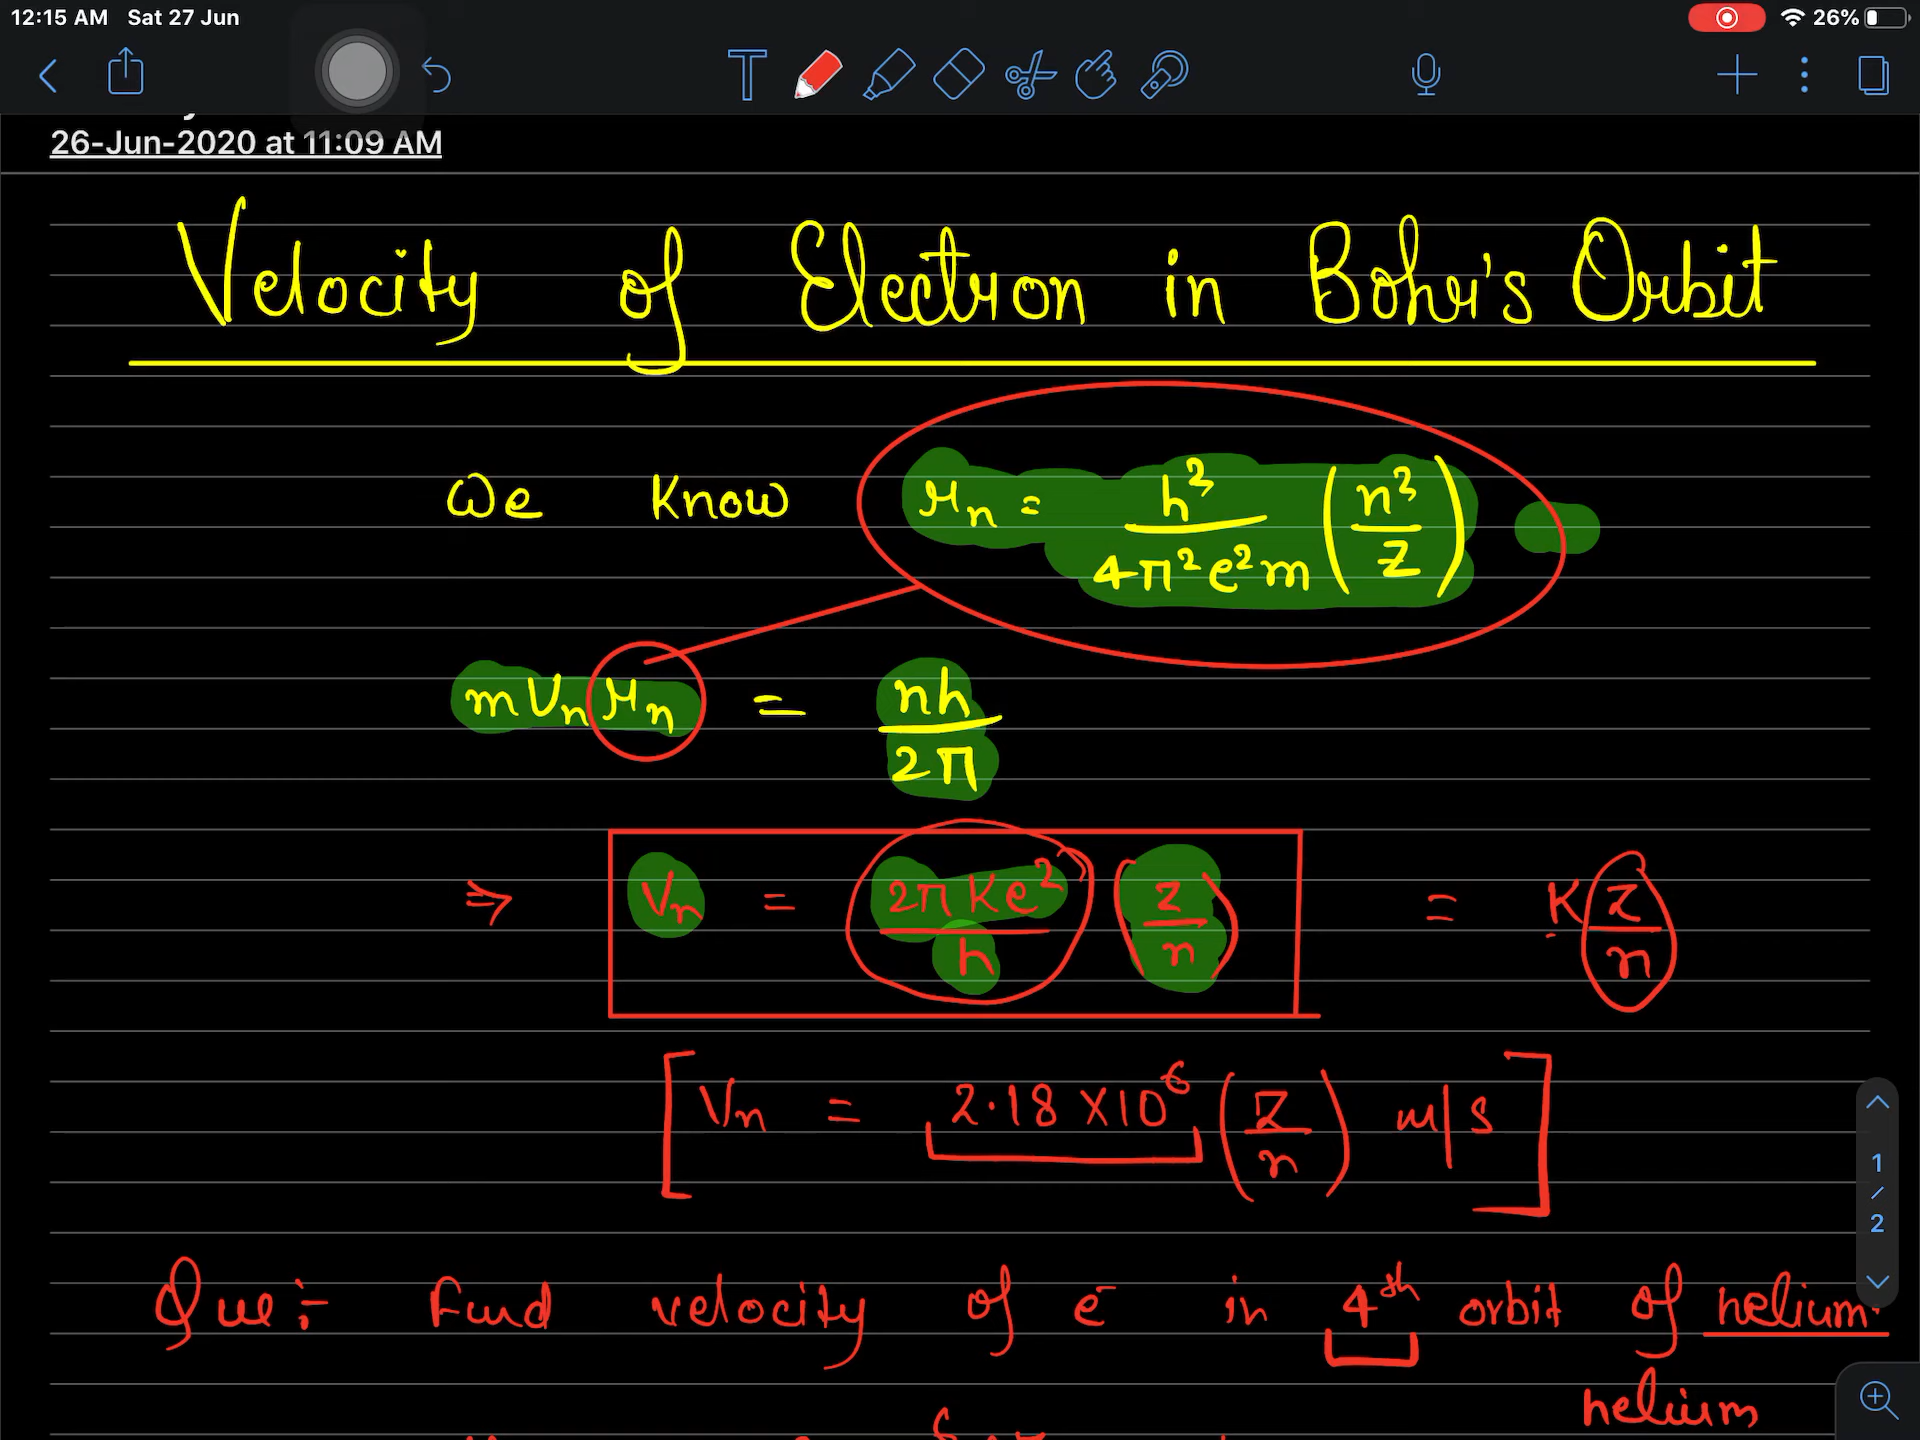 12:15 AM Sat 27 Jun 26%
T
26-Jun-2020 at 11:09 AM
Velocity of Electron in Bohr's Orbit
We know rn = h² / 4π²e²m (n² / Z)
mVnrn = nh / 2π
⇒ Vn = 2πKe² / h (Z / n) = K Z / n
[Vn = 2.18 X10⁶ (Z / n) m/s]
1 / 2
Que:- Find velocity of e⁻ in 4th orbit of helium.
helium